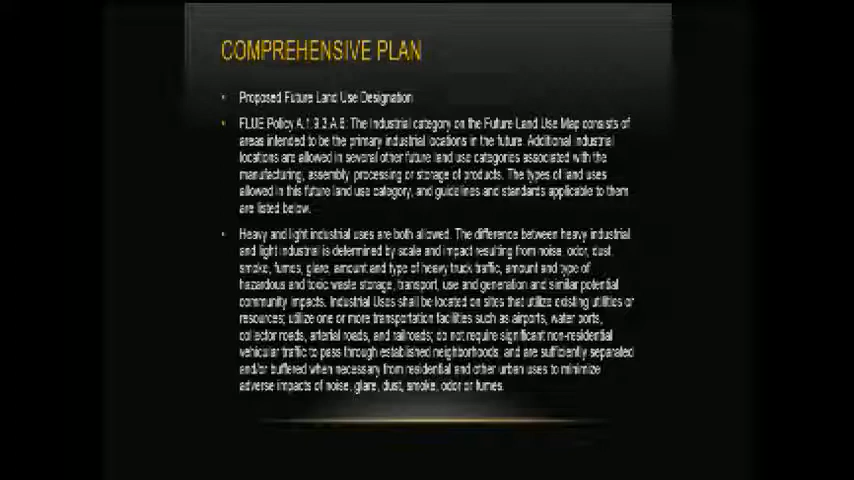 COMPREHENSIVE PLAN
• Proposed Future Land Use Designation
• FLUE Policy A.1.9.3.A.6: The Industrial category on the Future Land Use Map consists of
areas intended to be the primary industrial locations in the future. Additional industrial
locations are allowed in several other future land use categories associated with the
manufacturing, assembly, processing or storage of products. The types of land uses
allowed in this future land use category, and guidelines and standards applicable to them
are listed below.
• Heavy and light industrial uses are both allowed. The difference between heavy industrial
and light industrial is determined by scale and impact resulting from noise, odor, dust,
smoke, fumes, glare, amount and type of heavy truck traffic, amount and type of
hazardous and toxic waste storage, transport, use and generation and similar potential
community impacts. Industrial Uses shall be located on sites that utilize existing utilities or
resources; utilize one or more transportation facilities such as airports, water ports,
collector roads, arterial roads, and railroads; do not require significant non-residential
vehicular traffic to pass through established neighborhoods; and are sufficiently separated
and/or buffered when necessary from residential and other urban uses to minimize
adverse impacts of noise, glare, dust, smoke, odor or fumes.